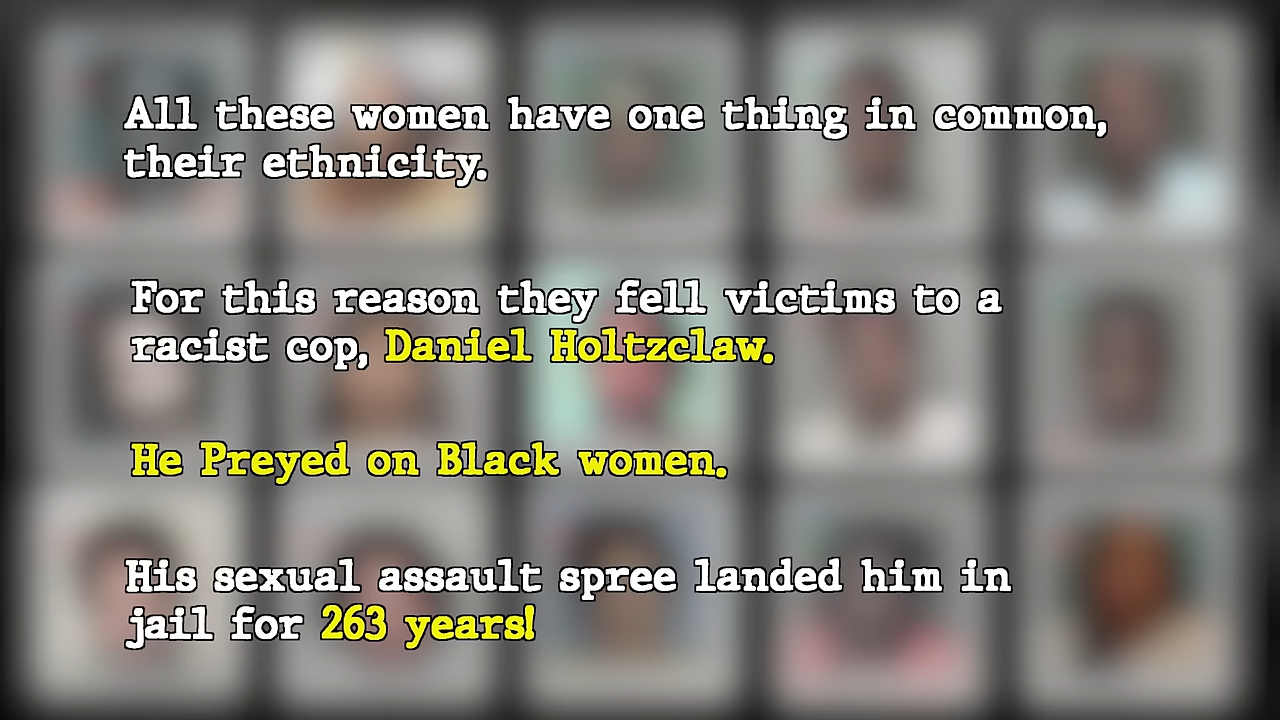 All these women have one thing in common,
their ethnicity.
For this reason they fell victims to a
racist cop, Daniel Holtzclaw.
He Preyed on Black women.
His sexual assault spree landed him in
jail for 263 years!